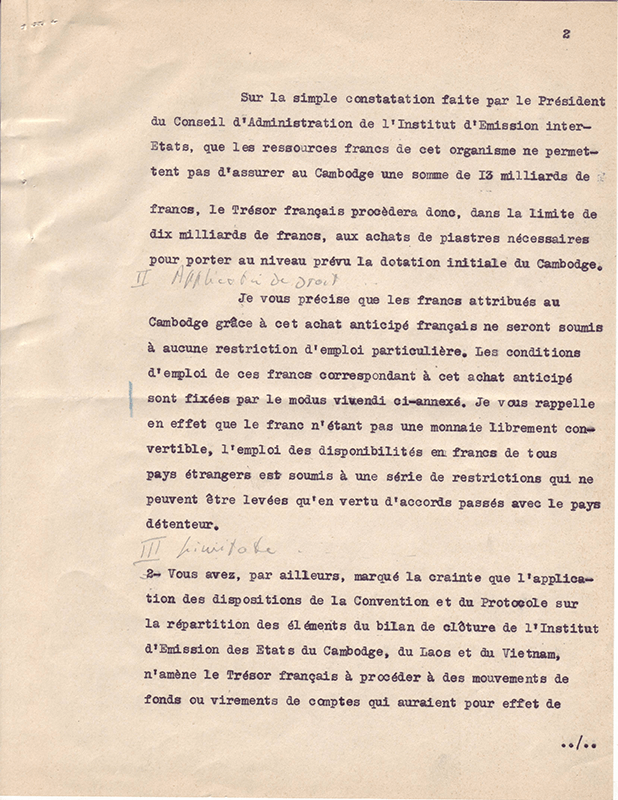 2
Sur la simple constatation faite par le Président
du Conseil d'Administration de l'Institut d'Emission inter-
Etats, que les ressources francs de cet organisme ne permet-
tent pas d'assurer au Cambodge une somme de I3 milliards de
francs, le Trésor français procèdera donc, dans la limite de
dix milliards de francs, aux achats de piastres nécessaires
pour porter au niveau prévu la dotation initiale du Cambodge.
II Application de Droit
Je vous précise que les francs attribués au
Cambodge grâce à cet achat anticipé français ne seront soumis
à aucune restriction d'emploi particulière. Les conditions
d'emploi de ces francs correspondant à cet achat anticipé
sont fixées par le modus vivendi ci-annexé. Je vous rappelle
en effet que le franc n'étant pas une monnaie librement con-
vertible, l'emploi des disponibilités en francs de tous
pays étrangers est soumis à une série de restrictions qui ne
peuvent être levées qu'en vertu d'accords passés avec le pays
détenteur.
III
2- Vous avez, par ailleurs, marqué la crainte que l'applica-
tion des dispositions de la Convention et du Protocole sur
la répartition des éléments du bilan de clôture de l'Institut
d'Emission des Etats du Cambodge, du Laos et du Vietnam,
n'amène le Trésor français à procéder à des mouvements de
fonds ou virements de comptes qui auraient pour effet de
../..